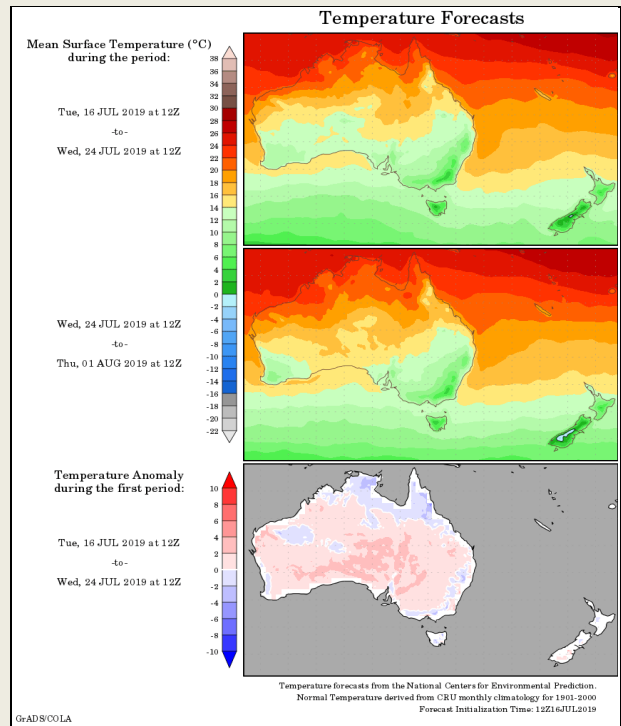 Temperature Forecasts
Mean Surface Temperature (°C)
during the period:
Tue, 16 JUL 2019 at 12Z
-to-
Wed, 24 JUL 2019 at 12Z
38
36
34
32
30
28
26
24
22
20
18
16
14
12
10
8
6
4
2
0
-2
-4
-6
-8
-10
-12
-14
-16
-18
-20
-22
Wed, 24 JUL 2019 at 12Z
-to-
Thu, 01 AUG 2019 at 12Z
Temperature Anomaly
during the first period:
Tue, 16 JUL 2019 at 12Z
-to-
Wed, 24 JUL 2019 at 12Z
10
8
6
4
2
0
-2
-4
-6
-8
-10
Temperature forecasts from the National Centers for Environmental Prediction.
Normal Temperature derived from CRU monthly climatology for 1901-2000
Forecast Initialization Time: 12Z16JUL2019
GrADS/COLA